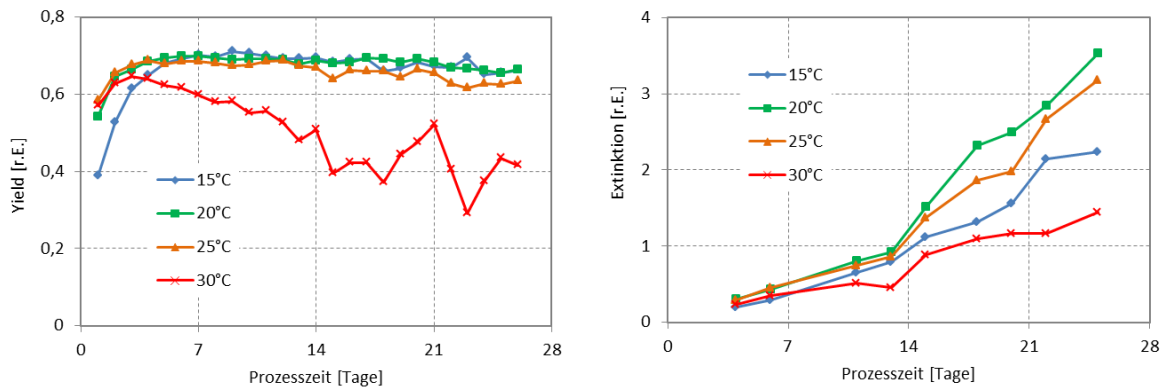 0,8
0,6
0,4
0,2
0
Yield [r.E.]
15°C
20°C
25°C
30°C
0 7 14 21 28
Prozesszeit [Tage]
4
3
2
1
0
Extinktion [r.E.]
15°C
20°C
25°C
30°C
0 7 14 21 28
Prozesszeit [Tage]